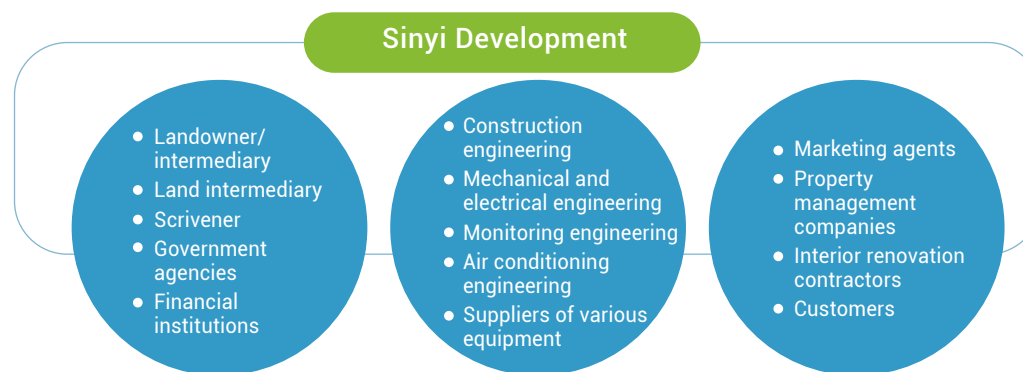 Sinyi Development
Landowner/
intermediary
Land intermediary
Scrivener
Government
agencies
Financial
institutions
Construction
engineering
Mechanical and
electrical engineering
Monitoring engineering
Air conditioning
engineering
Suppliers of various
equipment
Marketing agents
Property
management
companies
Interior renovation
contractors
Customers